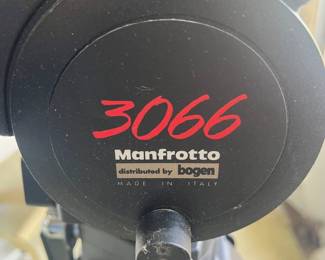 3066
Manfrotto
distributed by bogen
MADE IN ITALY